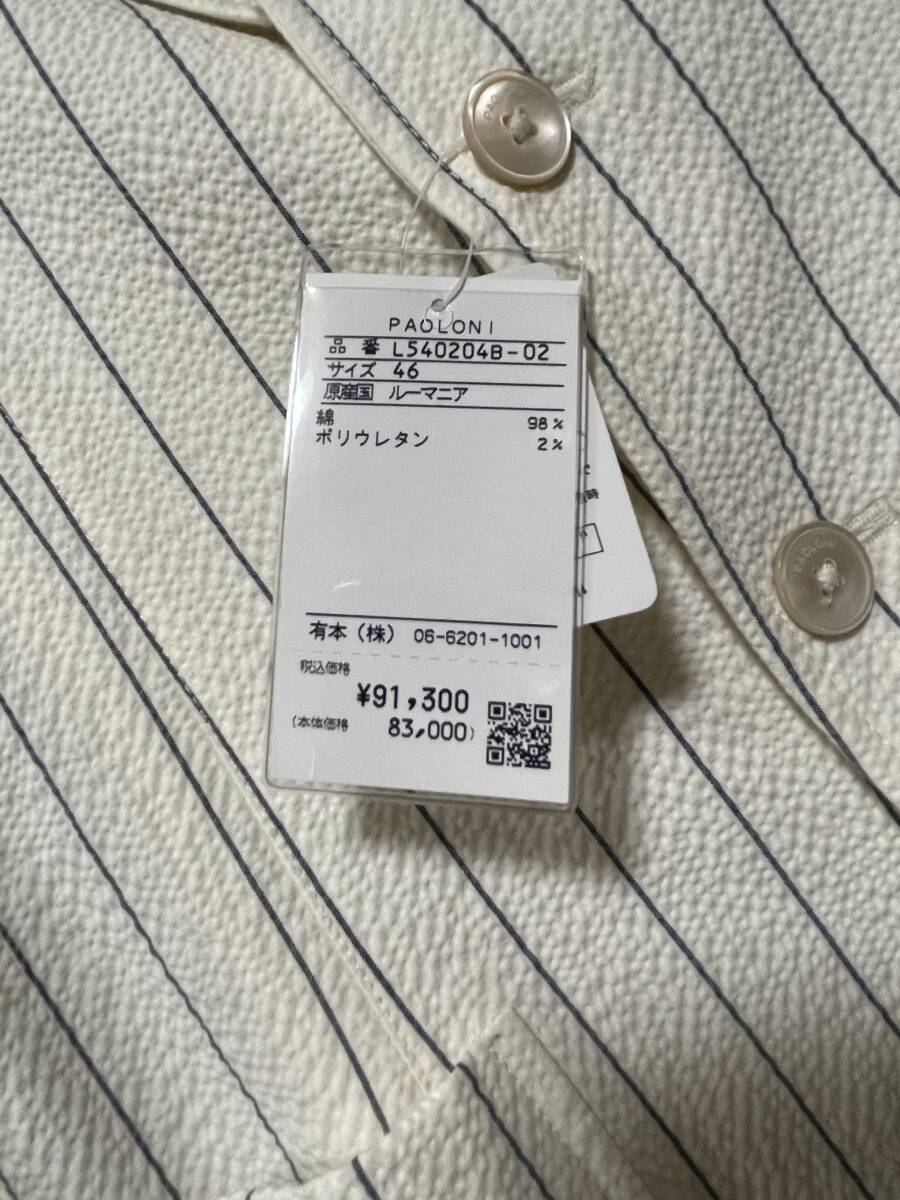 PAOLONI
品 番 L540204B-02
サイズ 46
原産国 ルーマニア
綿 98%
ポリウレタン 2%
有本(株) 06-6201-1001
税込価格
¥91,300
(本体価格 83,000)
PAOLONI